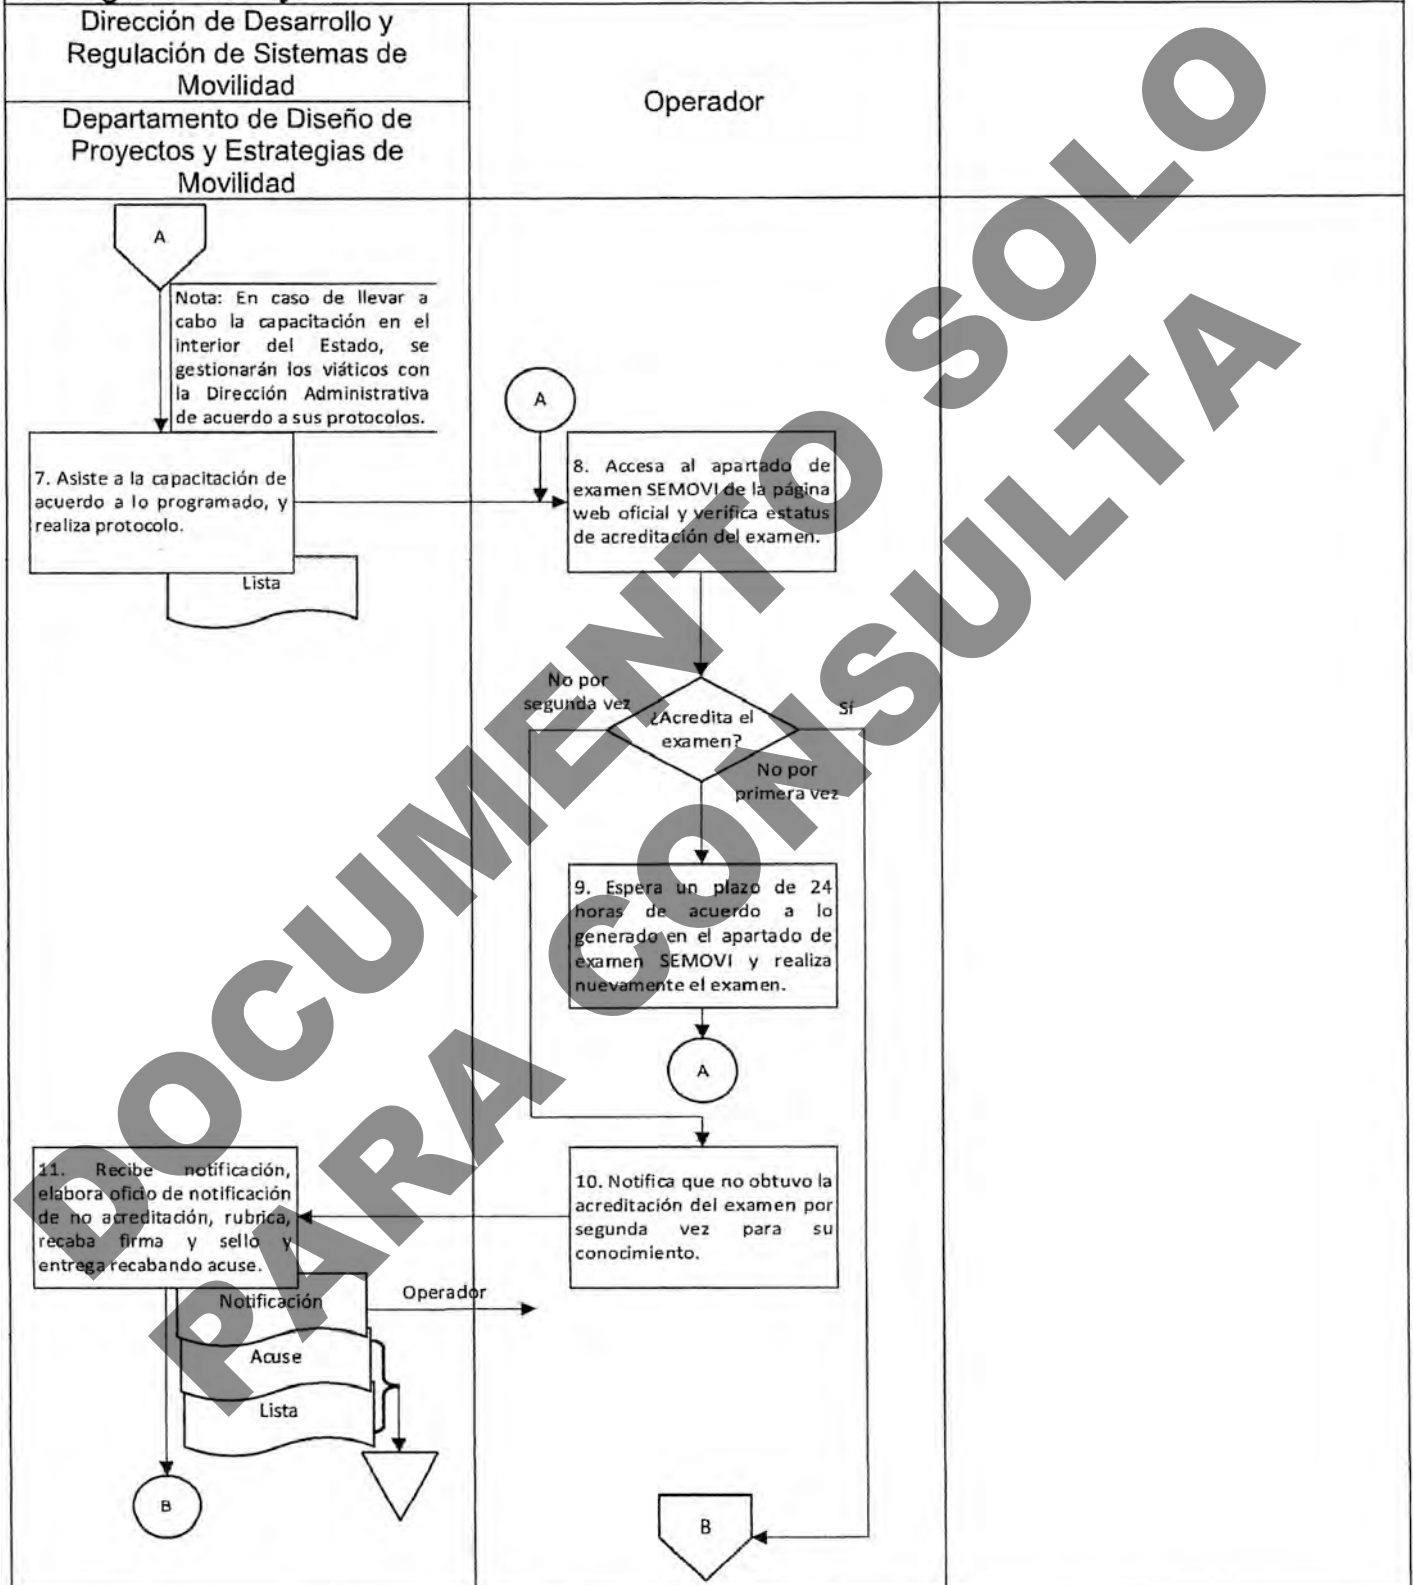 Dirección de Desarrollo y
Regulación de Sistemas de
Movilidad
Departamento de Diseño de
Proyectos y Estrategias de
Movilidad
Operador
A
Nota: En caso de llevar a
cabo la capacitación en el
interior del Estado, se
gestionarán los viáticos con
la Dirección Administrativa
de acuerdo a sus protocolos.
7. Asiste a la capacitación de
acuerdo a lo programado, y
realiza protocolo.
Lista
A
8. Accesa al apartado de
examen SEMOVI de la página
web oficial y verifica estatus
de acreditación del examen.
No por
segunda vez
¿Acredita el
examen?
Sí
No por
primera vez
9. Espera un plazo de 24
horas de acuerdo a lo
generado en el apartado de
examen SEMOVI y realiza
nuevamente el examen.
A
10. Notifica que no obtuvo la
acreditación del examen por
segunda vez para su
conocimiento.
11. Recibe notificación,
elabora oficio de notificación
de no acreditación, rubrica,
recaba firma y sello y
entrega recabando acuse.
Notificación
Operador
Acuse
Lista
B
B
DOCUMENTO SOLO
PARA CONSULTA